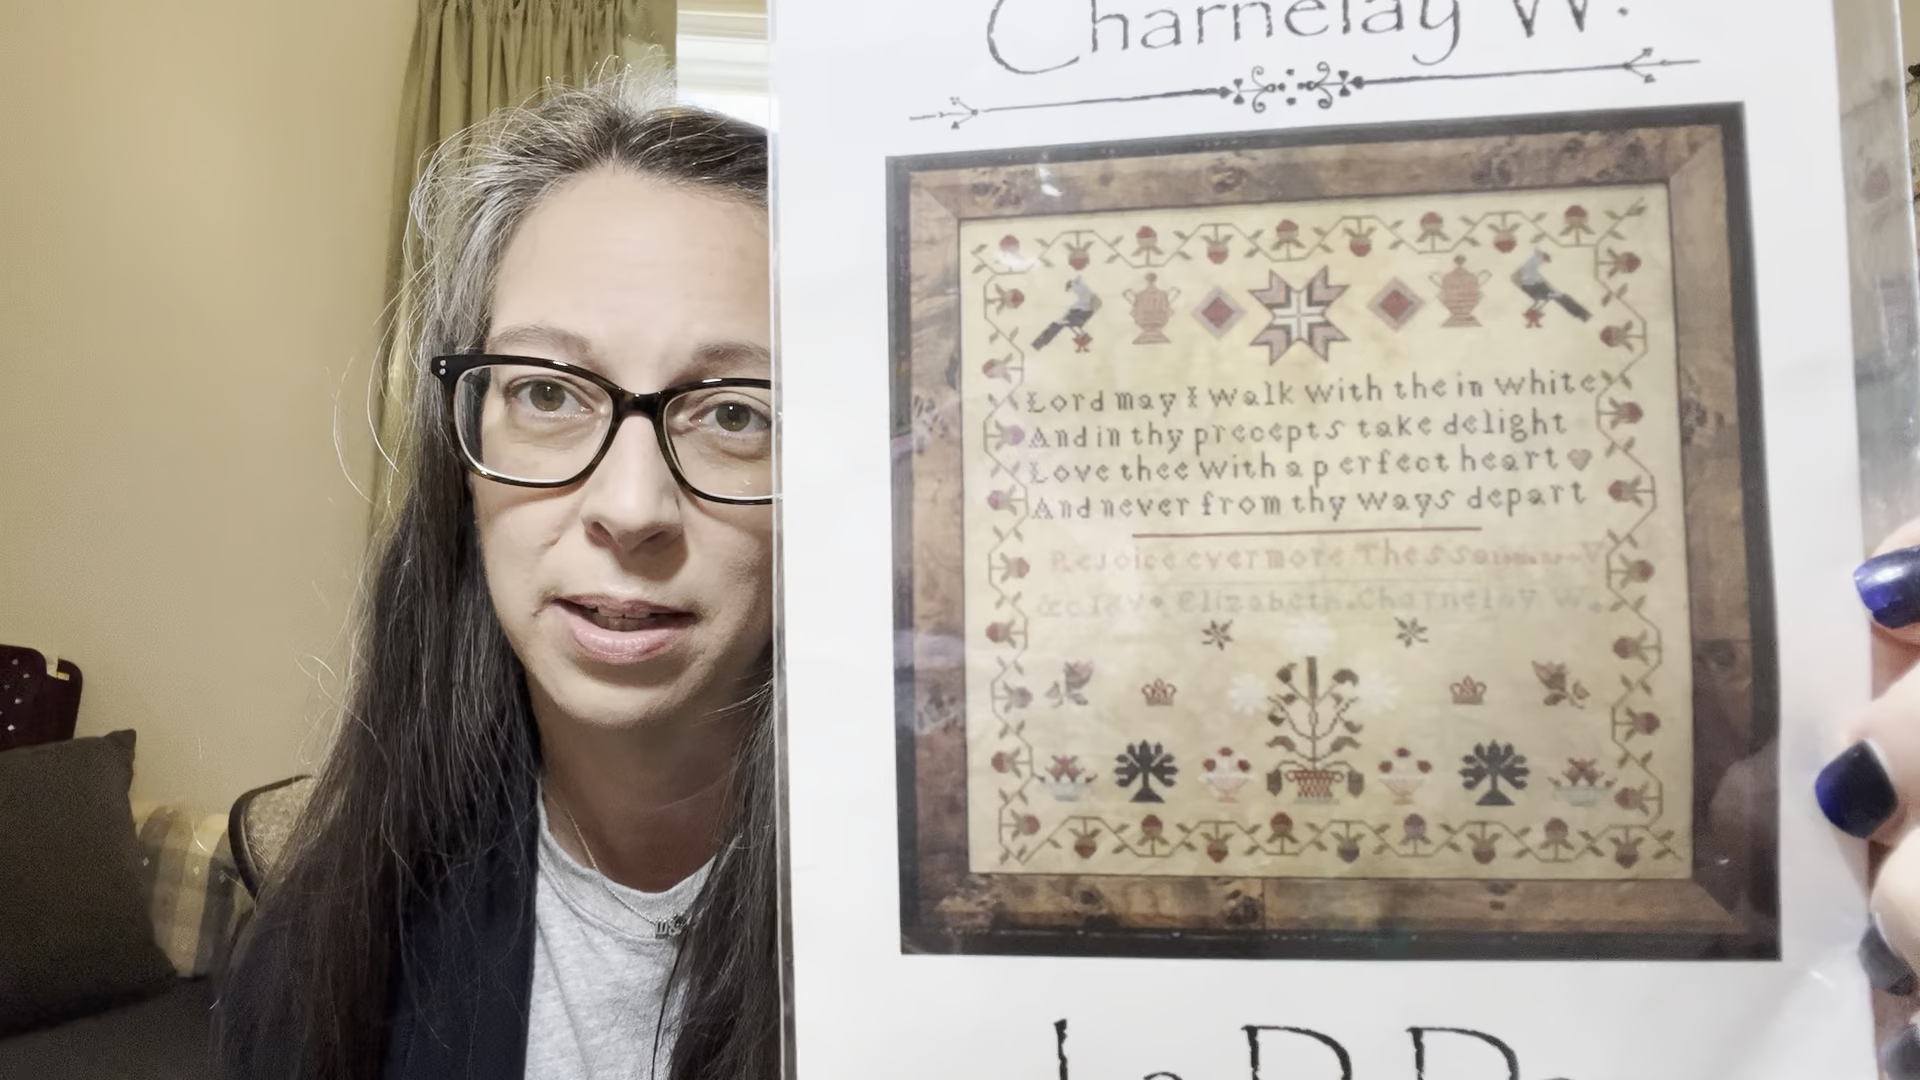 Charnelay W.
Lord may I walk with the in white
And in thy precepts take delight
Love thee with a perfect heart
And never from thy ways depart
Rejoice evermore
Elizabeth Charnelay W.